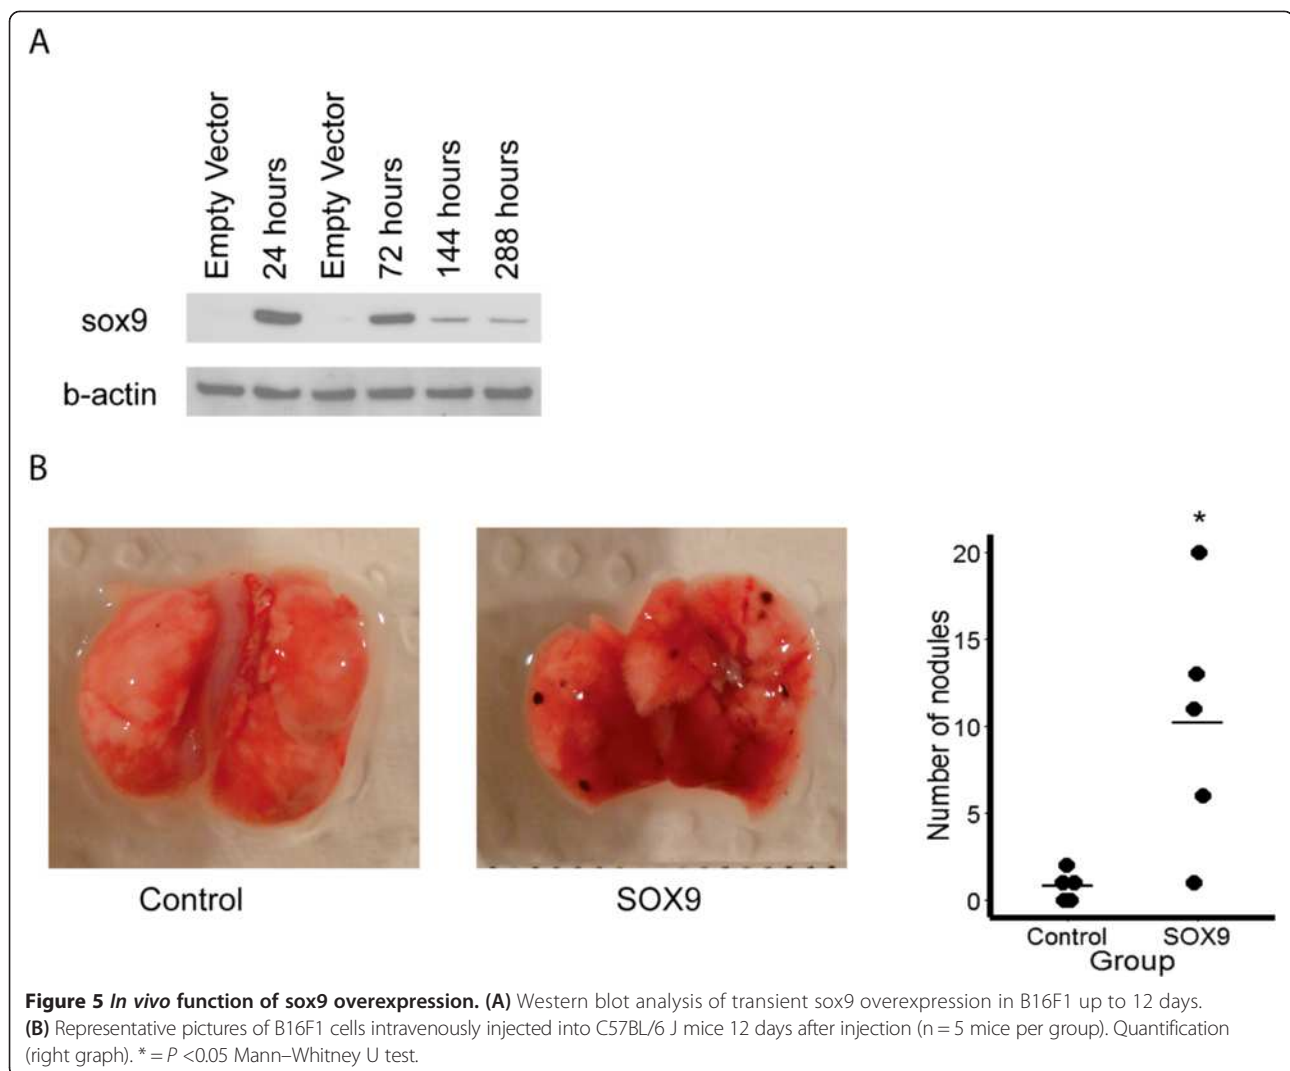 A
Empty Vector
24 hours
Empty Vector
72 hours
144 hours
288 hours
sox9
b-actin
B
Control
SOX9
*
20
15
10
5
0
Number of nodules
Control
SOX9
Group
Figure 5 In vivo function of sox9 overexpression. (A) Western blot analysis of transient sox9 overexpression in B16F1 up to 12 days.
(B) Representative pictures of B16F1 cells intravenously injected into C57BL/6 J mice 12 days after injection (n = 5 mice per group). Quantification
(right graph). * = P <0.05 Mann–Whitney U test.